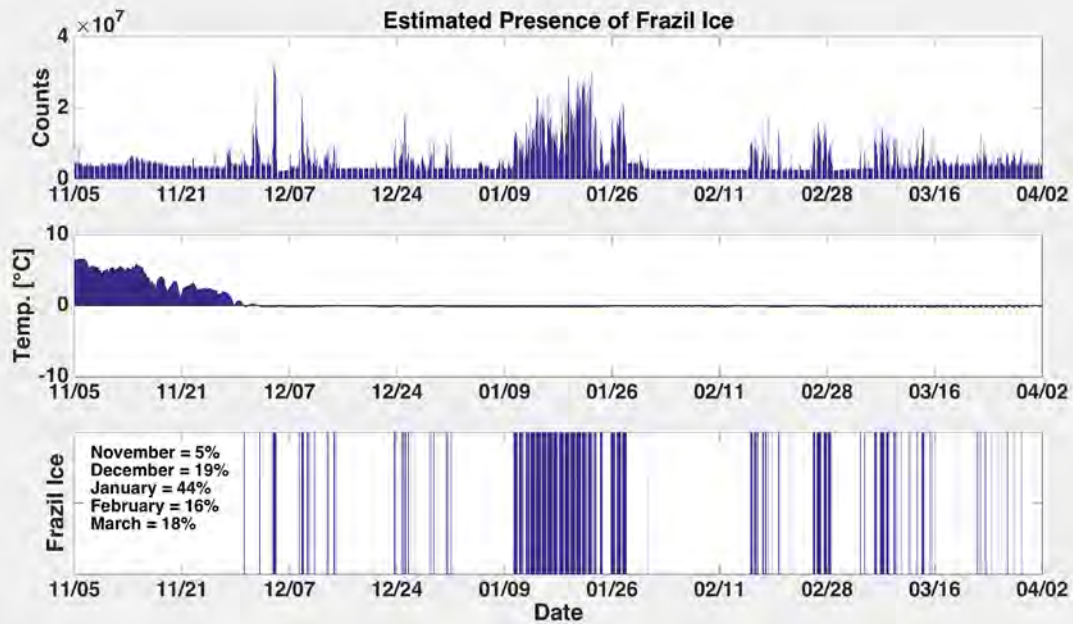 Estimated Presence of Frazil Ice
×10⁷
Counts
4
2
0
11/05 11/21 12/07 12/24 01/09 01/26 02/11 02/28 03/16 04/02
Temp. [°C]
10
0
-10
11/05 11/21 12/07 12/24 01/09 01/26 02/11 02/28 03/16 04/02
Frazil Ice
November = 5%
December = 19%
January = 44%
February = 16%
March = 18%
11/05 11/21 12/07 12/24 01/09 01/26 02/11 02/28 03/16 04/02
Date